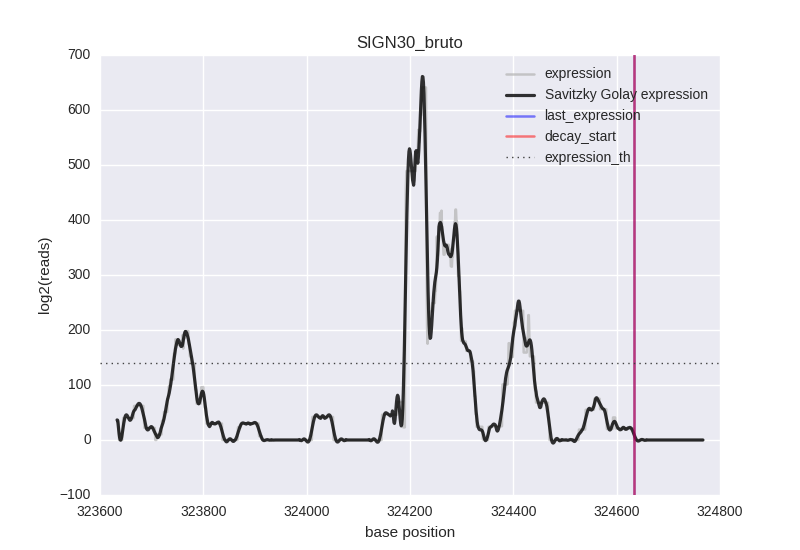 SIGN30_bruto
700
600
500
400
300
200
100
0
−100
log2(reads)
expression
Savitzky Golay expression
last_expression
decay_start
expression_th
323600
323800
324000
324200
324400
324600
324800
base position